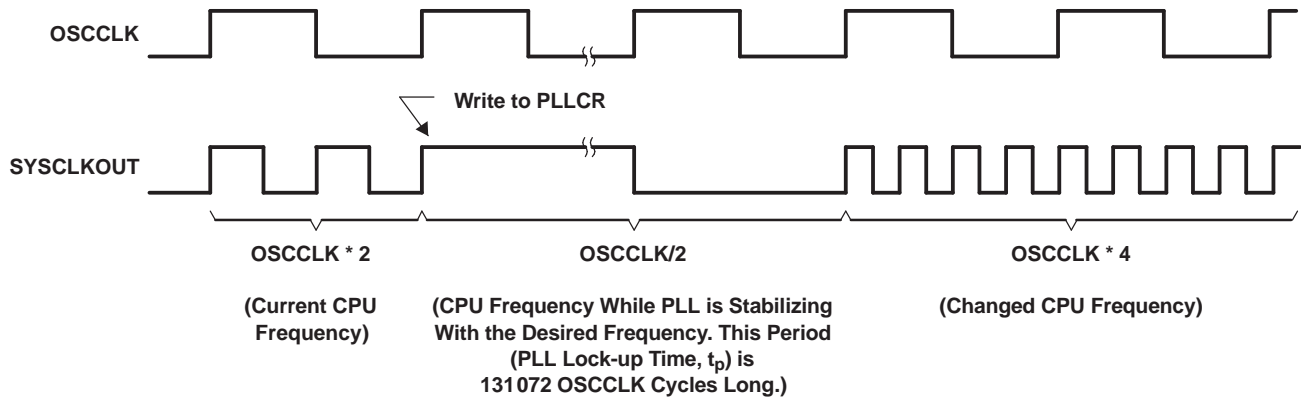 OSCCLK
Write to PLLCR
SYSCLKOUT
OSCCLK * 2
OSCCLK/2
OSCCLK * 4
(Current CPU
Frequency)
(CPU Frequency While PLL is Stabilizing
With the Desired Frequency. This Period
(PLL Lock-up Time, tp) is
131072 OSCCLK Cycles Long.)
(Changed CPU Frequency)